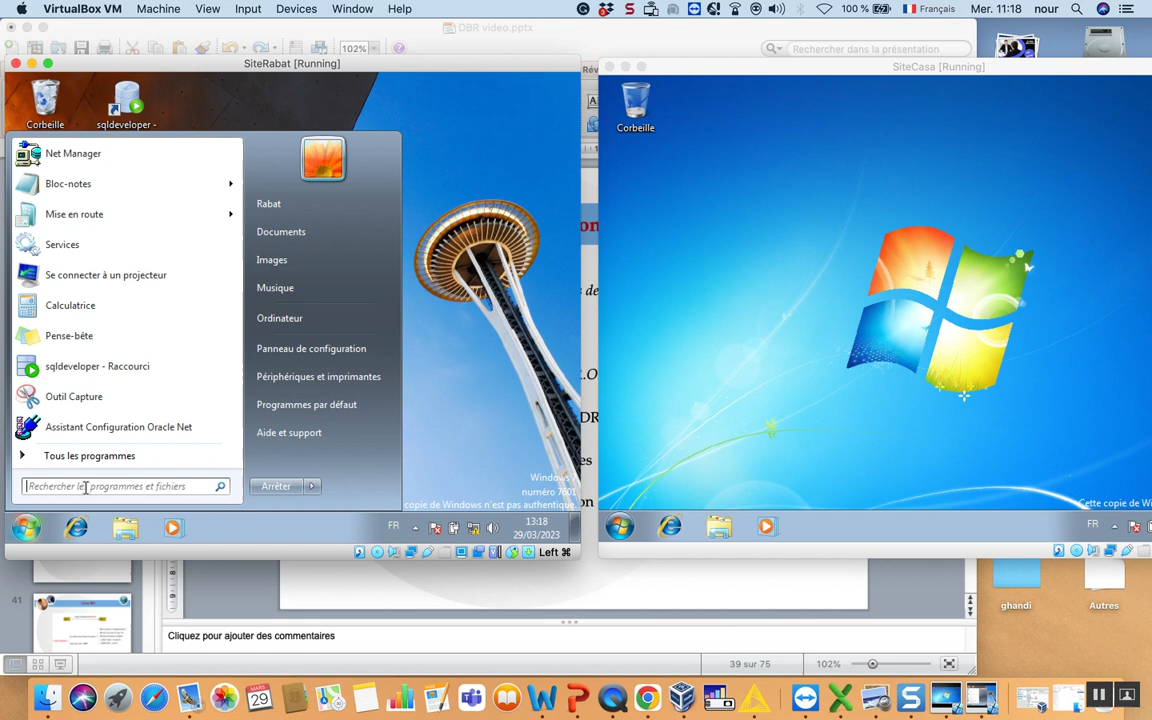 VirtualBox VM Machine View Input Devices Window Help
100 % Français Mer. 11:18 nour
DBR video.pptx
102%
Rechercher dans la présentation
SiteRabat [Running]
SiteCasa [Running]
Corbeille
sqldeveloper -
Corbeille
Net Manager
Bloc-notes
Mise en route
Services
Se connecter à un projecteur
Calculatrice
Pense-bête
sqldeveloper - Raccourci
Outil Capture
Assistant Configuration Oracle Net
Tous les programmes
Rechercher les programmes et fichiers
Rabat
Documents
Images
Musique
Ordinateur
Panneau de configuration
Périphériques et imprimantes
Programmes par défaut
Aide et support
Arrêter
numéro 7601
copie de Windows n'est pas authentique
FR
13:18
29/03/2023
Left ⌘
Cette copie de Wi
FR
41
Cliquez pour ajouter des commentaires
39 sur 75
102%
ghandi
Autres
MARS
29